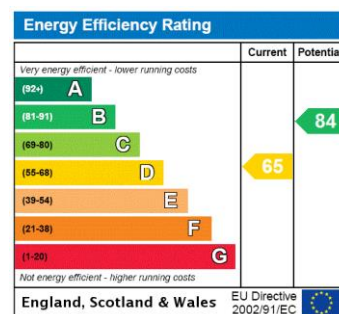 Energy Efficiency Rating
Current Potentia
Very energy efficient - lower running costs
(92+) A
(81-91) B
84
(69-80) C
(55-68) D
65
(39-54) E
(21-38) F
(1-20) G
Not energy efficient - higher running costs
England, Scotland & Wales
EU Directive
2002/91/EC